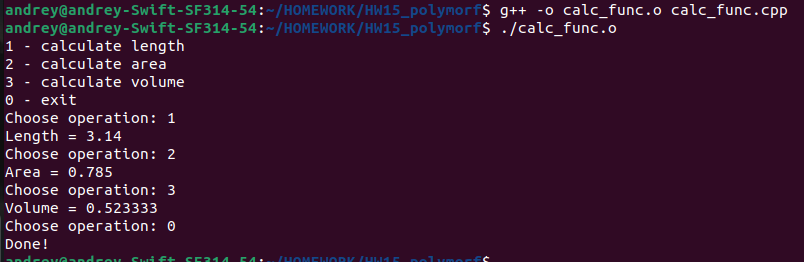 andrey@andrey-Swift-SF314-54:~/HOMEWORK/HW15_polymorf$ g++ -o calc_func.o calc_func.cpp
andrey@andrey-Swift-SF314-54:~/HOMEWORK/HW15_polymorf$ ./calc_func.o
1 - calculate length
2 - calculate area
3 - calculate volume
0 - exit
Choose operation: 1
Length = 3.14
Choose operation: 2
Area = 0.785
Choose operation: 3
Volume = 0.523333
Choose operation: 0
Done!
andrey@andrey-Swift-SF314-54:~/HOMEWORK/HW15_polymorf$